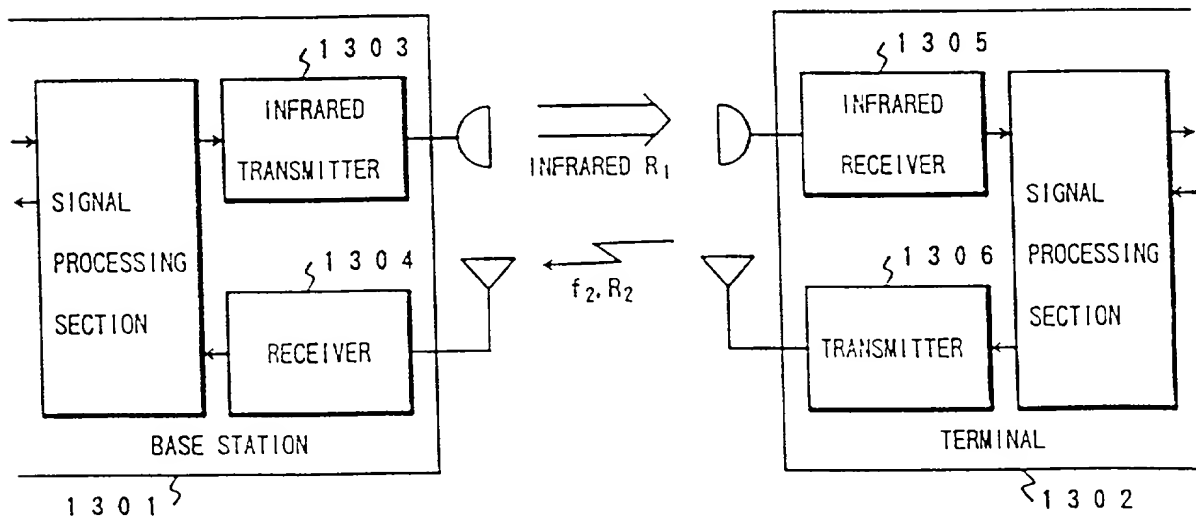 1303
INFRARED
TRANSMITTER
SIGNAL
PROCESSING
SECTION
1304
RECEIVER
BASE STATION
1301
INFRARED R₁
f₂, R₂
1305
INFRARED
RECEIVER
SIGNAL
PROCESSING
SECTION
1306
TRANSMITTER
TERMINAL
1302